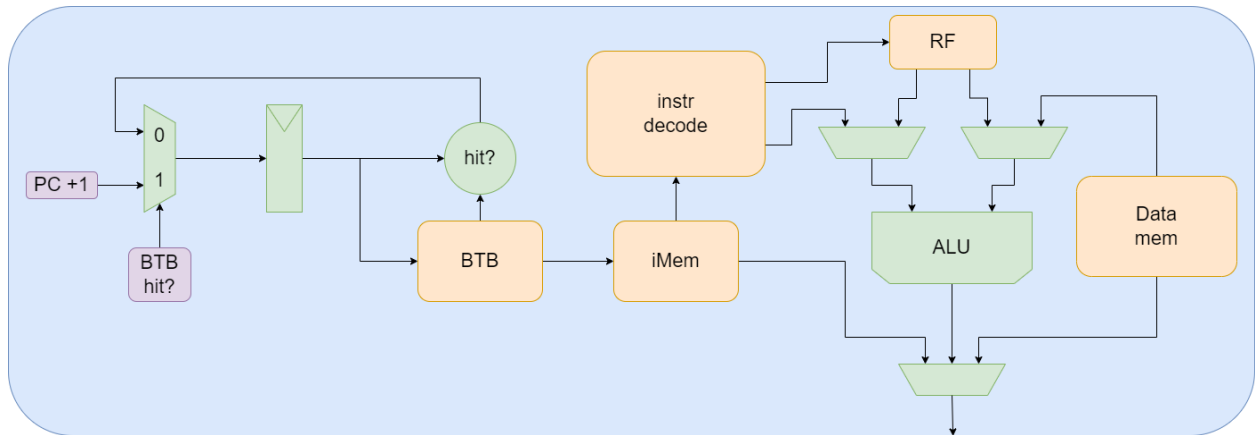 RF
instr
decode
0
hit?
1
PC +1
BTB
hit?
BTB
iMem
ALU
Data
mem